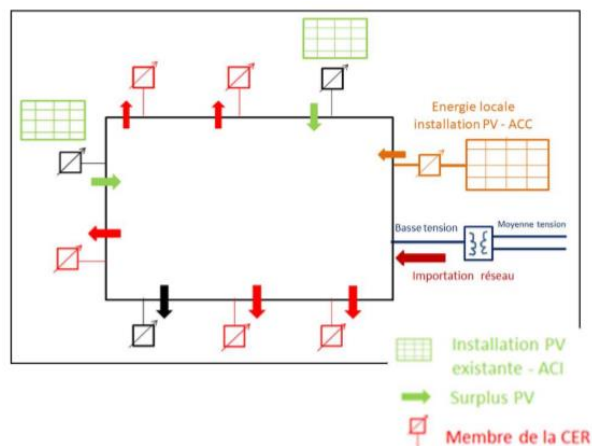 Energie locale
installation PV - ACC
Basse tension
Moyenne tension
Importation réseau
Installation PV
existante - ACI
Surplus PV
Membre de la CER